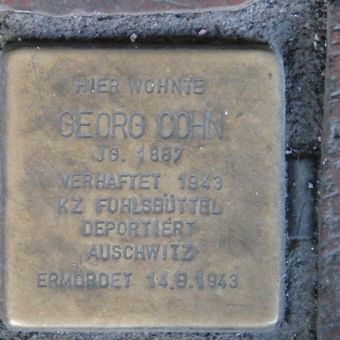 HIER WOHNTE
GEORG COHN
JG. 1887
VERHAFTET 1943
KZ FUHLSBÜTTEL
DEPORTIERT
AUSCHWITZ
ERMORDET 14.8.1943